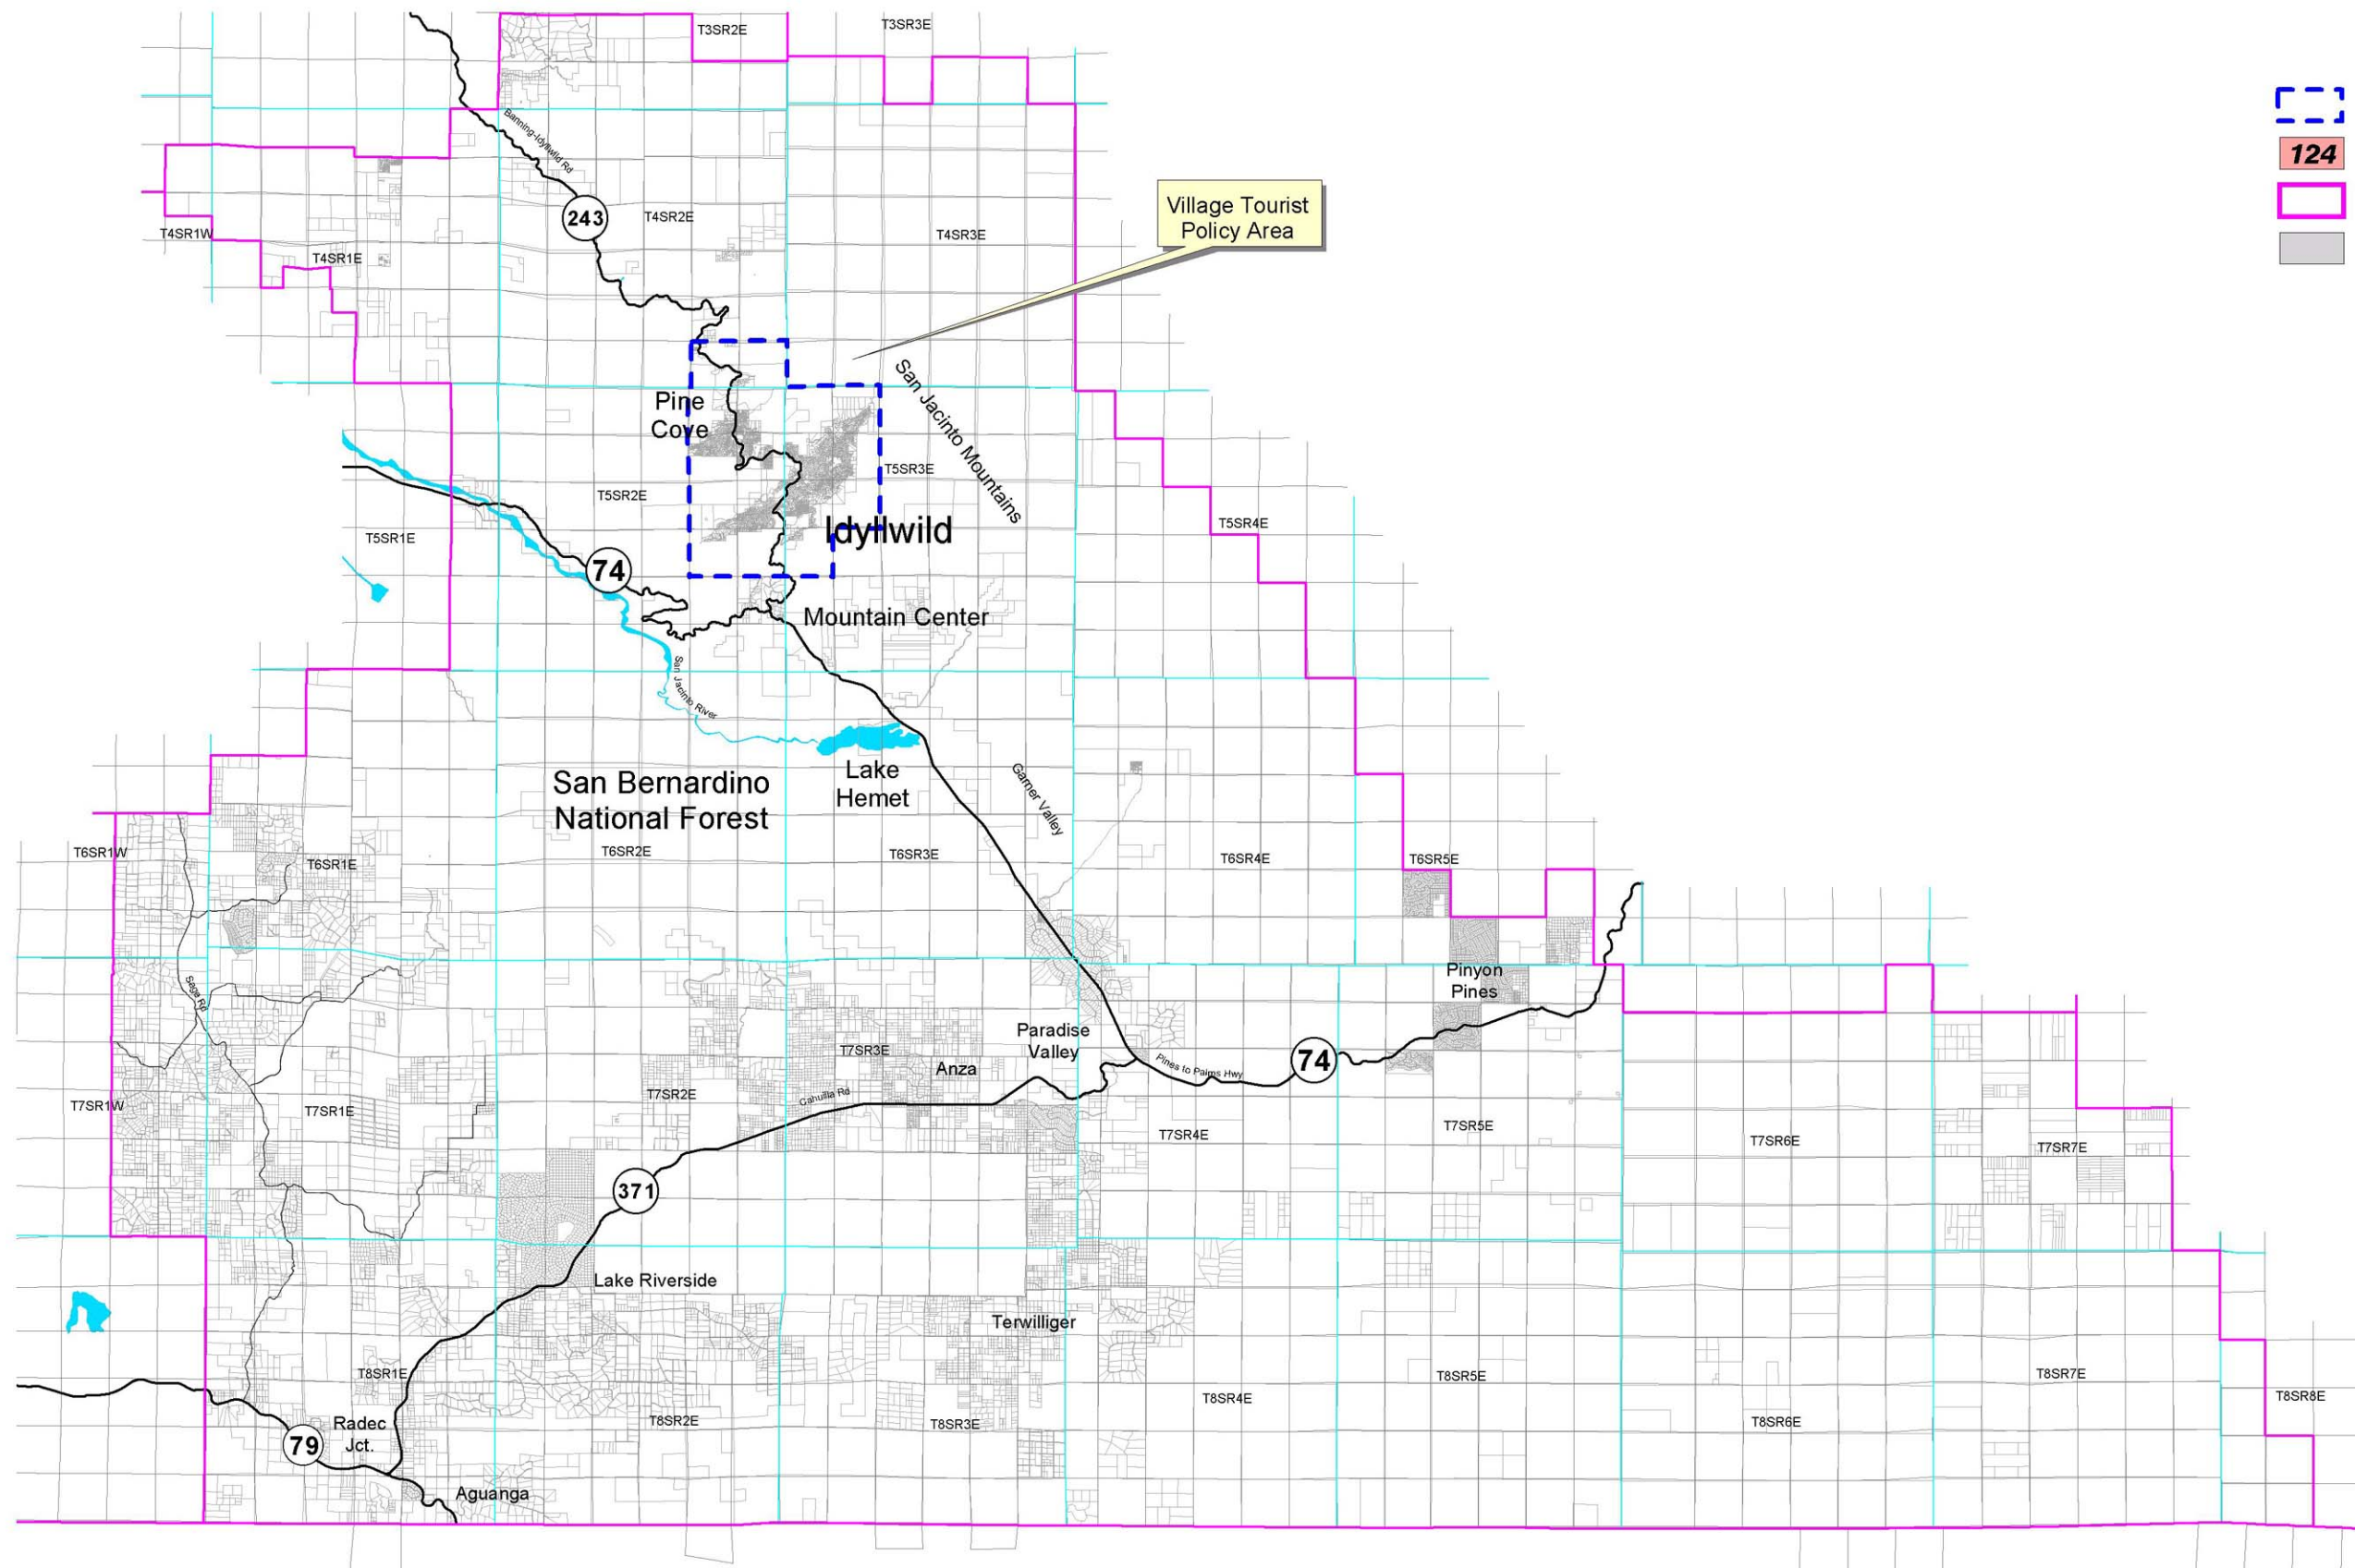 T3SR2E
T3SR3E
Banning-Idyllwild Rd
124
Village Tourist
Policy Area
243
T4SR2E
T4SR1W
T4SR3E
T4SR1E
San Jacinto Mountains
Pine
Cove
T5SR3E
T5SR2E
T5SR4E
Idyllwild
T5SR1E
74
Mountain Center
San Jacinto River
Lake
Hemet
Garner Valley
San Bernardino
National Forest
T6SR1W
T6SR1E
T6SR2E
T6SR3E
T6SR4E
T6SR5E
Pinyon
Pines
Sage Rd
Paradise
Valley
T7SR3E
Anza
Pines to Palms Hwy
74
Cahuilla Rd
T7SR2E
T7SR1W
T7SR1E
T7SR4E
T7SR5E
T7SR6E
T7SR7E
371
Lake Riverside
Terwilliger
T8SR1E
T8SR5E
T8SR7E
T8SR4E
T8SR8E
T8SR2E
T8SR3E
T8SR6E
Radec
Jct.
79
Aguanga